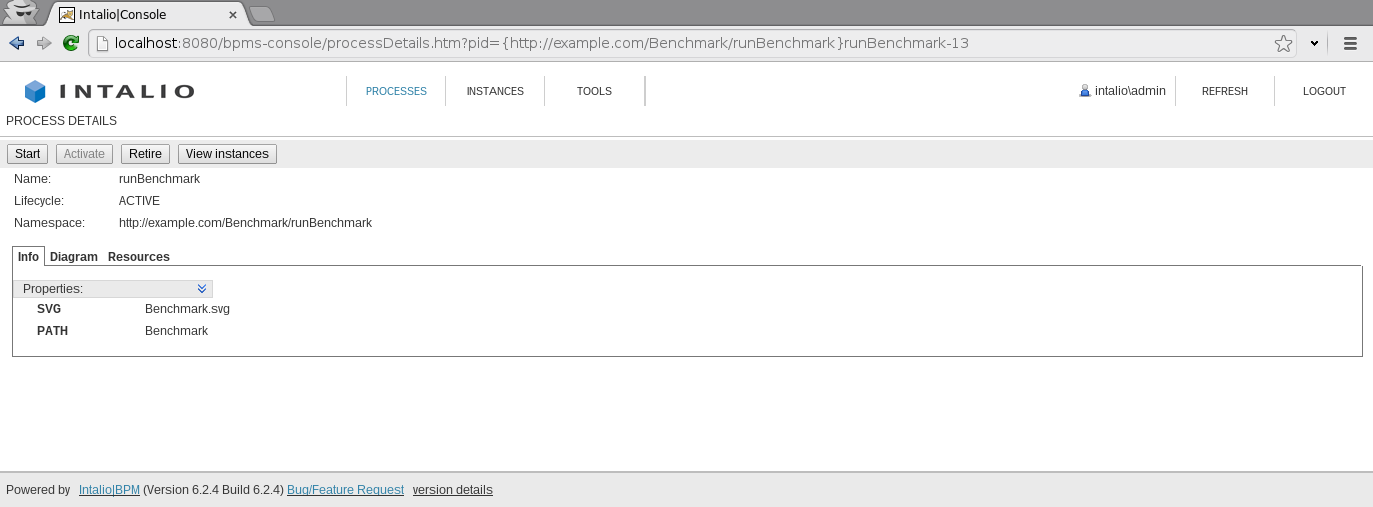 Intalio|Console
localhost:8080/bpms-console/processDetails.htm?pid={http://example.com/Benchmark/runBenchmark}runBenchmark-13
INTALIO PROCESSES INSTANCES TOOLS intalio\admin REFRESH LOGOUT
PROCESS DETAILS
Start Activate Retire View instances
Name: runBenchmark
Lifecycle: ACTIVE
Namespace: http://example.com/Benchmark/runBenchmark
Info Diagram Resources
Properties:
SVG Benchmark.svg
PATH Benchmark
Powered by Intalio|BPM (Version 6.2.4 Build 6.2.4) Bug/Feature Request version details